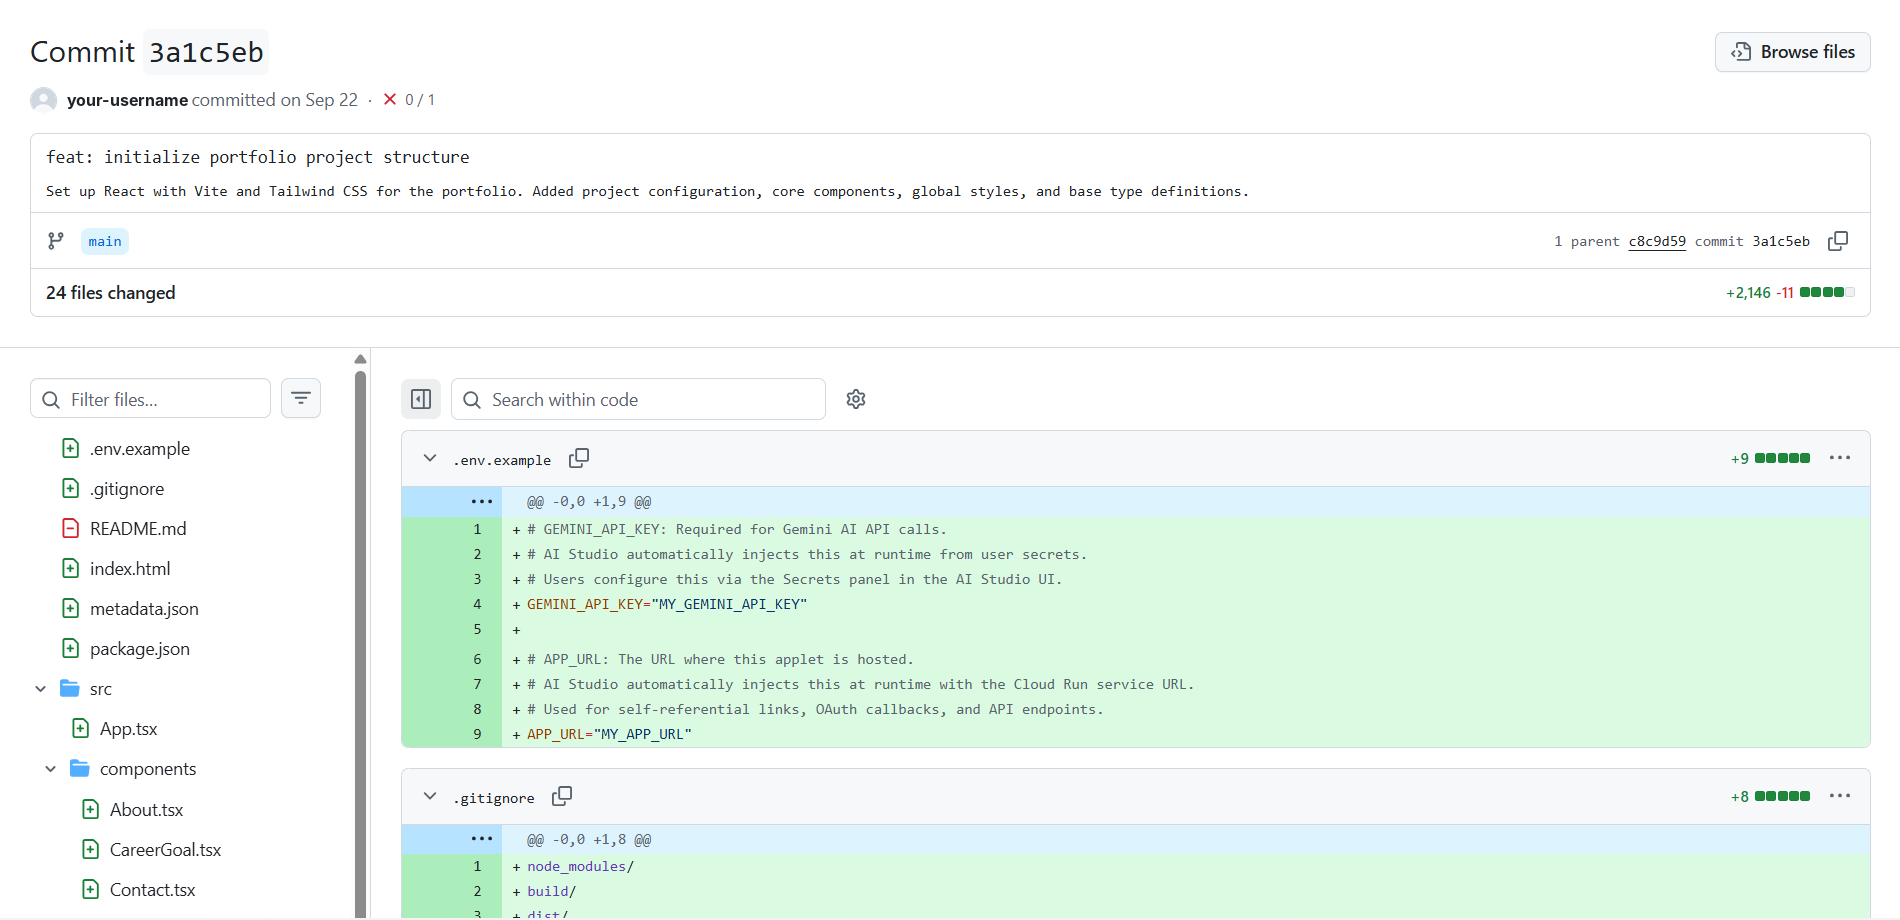 Commit 3a1c5eb
Browse files
your-username committed on Sep 22 · 0 / 1
feat: initialize portfolio project structure
Set up React with Vite and Tailwind CSS for the portfolio. Added project configuration, core components, global styles, and base type definitions.
main
1 parent c8c9d59 commit 3a1c5eb
24 files changed
+2,146 -11
Filter files...
.env.example
.gitignore
README.md
index.html
metadata.json
package.json
src
App.tsx
components
About.tsx
CareerGoal.tsx
Contact.tsx
Search within code
.env.example
+9
@@ -0,0 +1,9 @@
1 + # GEMINI_API_KEY: Required for Gemini AI API calls.
2 + # AI Studio automatically injects this at runtime from user secrets.
3 + # Users configure this via the Secrets panel in the AI Studio UI.
4 + GEMINI_API_KEY="MY_GEMINI_API_KEY"
5 +
6 + # APP_URL: The URL where this applet is hosted.
7 + # AI Studio automatically injects this at runtime with the Cloud Run service URL.
8 + # Used for self-referential links, OAuth callbacks, and API endpoints.
9 + APP_URL="MY_APP_URL"
.gitignore
+8
@@ -0,0 +1,8 @@
1 + node_modules/
2 + build/
3 + dist/